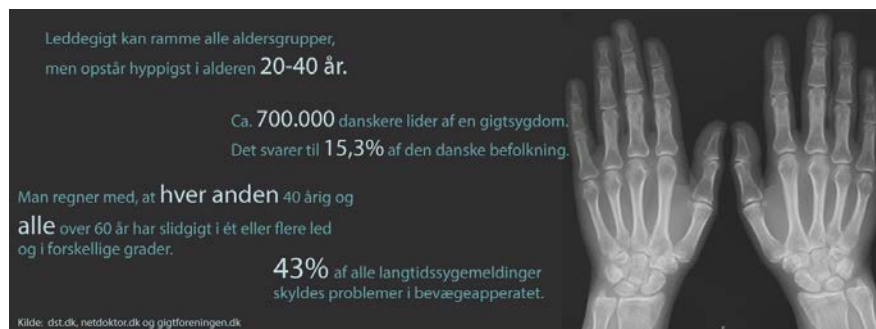 Leddegigt kan ramme alle aldersgrupper,
men opstår hyppigst i alderen 20-40 år.
Ca. 700.000 danskere lider af en gigtsygdom.
Det svarer til 15,3% af den danske befolkning.
Man regner med, at hver anden 40 årig og
alle over 60 år har slidgigt i ét eller flere led
og i forskellige grader.
43% af alle langtidssygemeldinger
skyldes problemer i bevægeapparatet.
Kilde: dst.dk, netdoktor.dk og gigtforeningen.dk